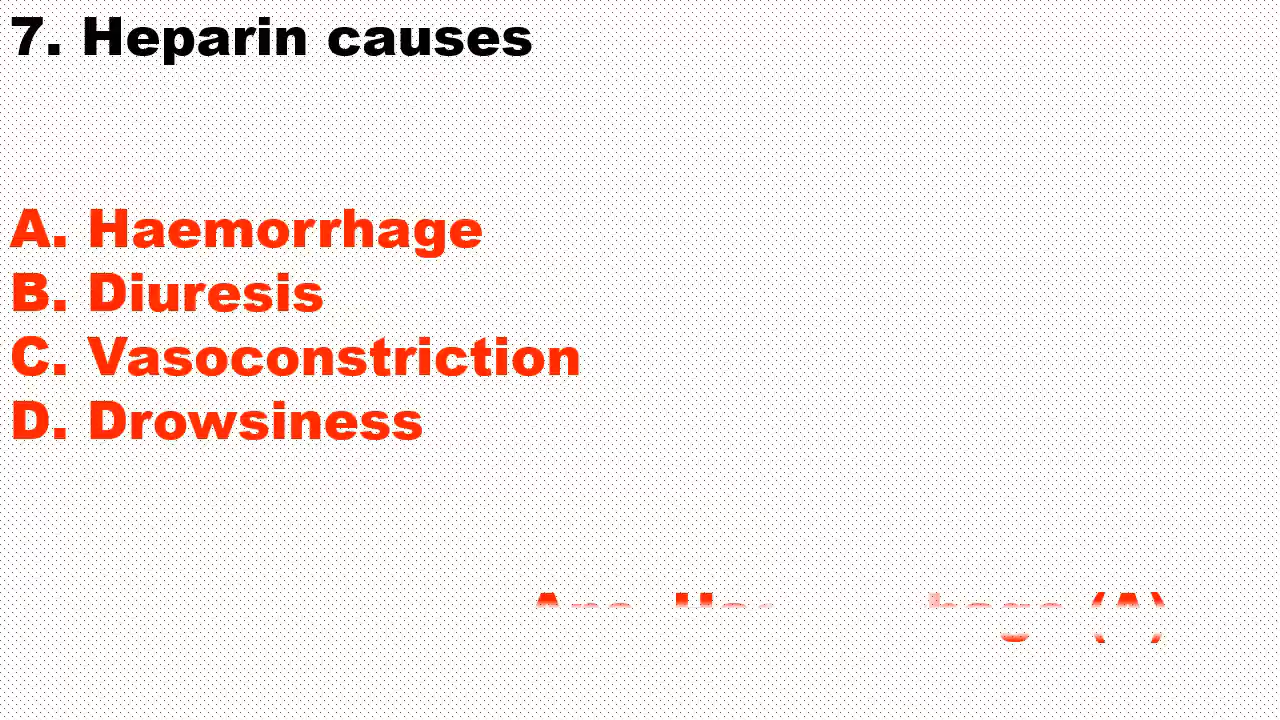 7. Heparin causes
A. Haemorrhage
B. Diuresis
C. Vasoconstriction
D. Drowsiness
(A)